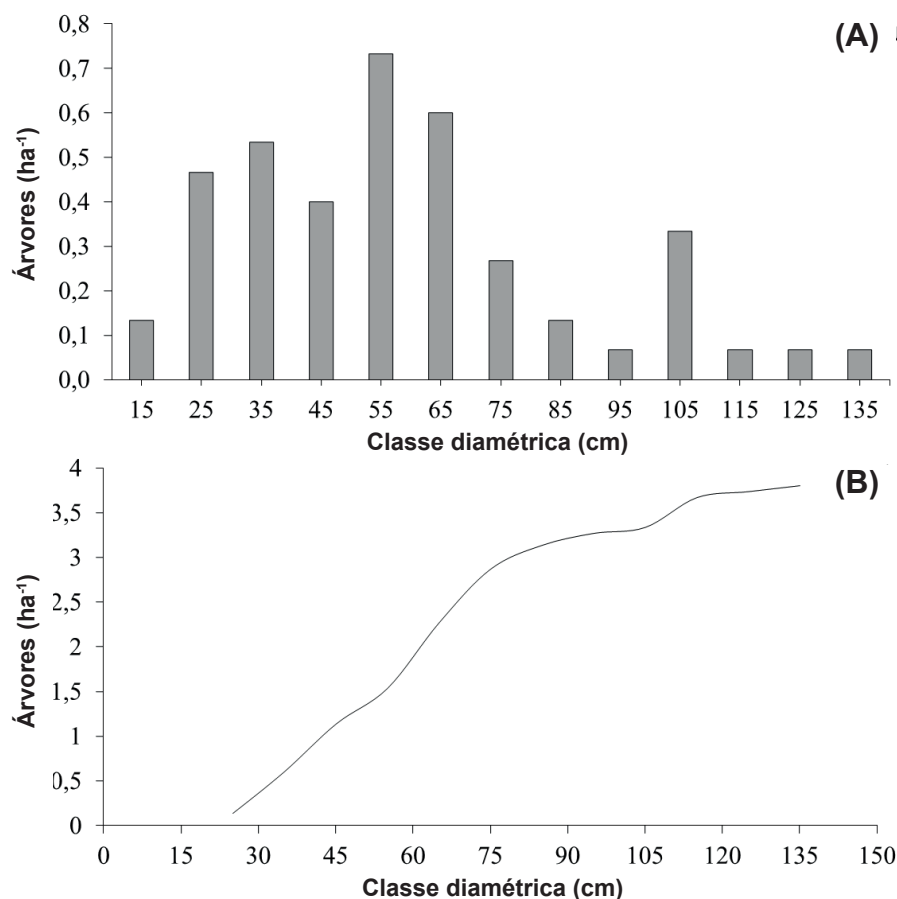 (A)
0,8
0,7
0,6
0,5
0,4
0,3
0,2
0,1
0,0
Árvores (ha⁻¹)
15 25 35 45 55 65 75 85 95 105 115 125 135
Classe diamétrica (cm)
(B)
4
3,5
3
2,5
2
1,5
1
0,5
0
Árvores (ha⁻¹)
0 15 30 45 60 75 90 105 120 135 150
Classe diamétrica (cm)